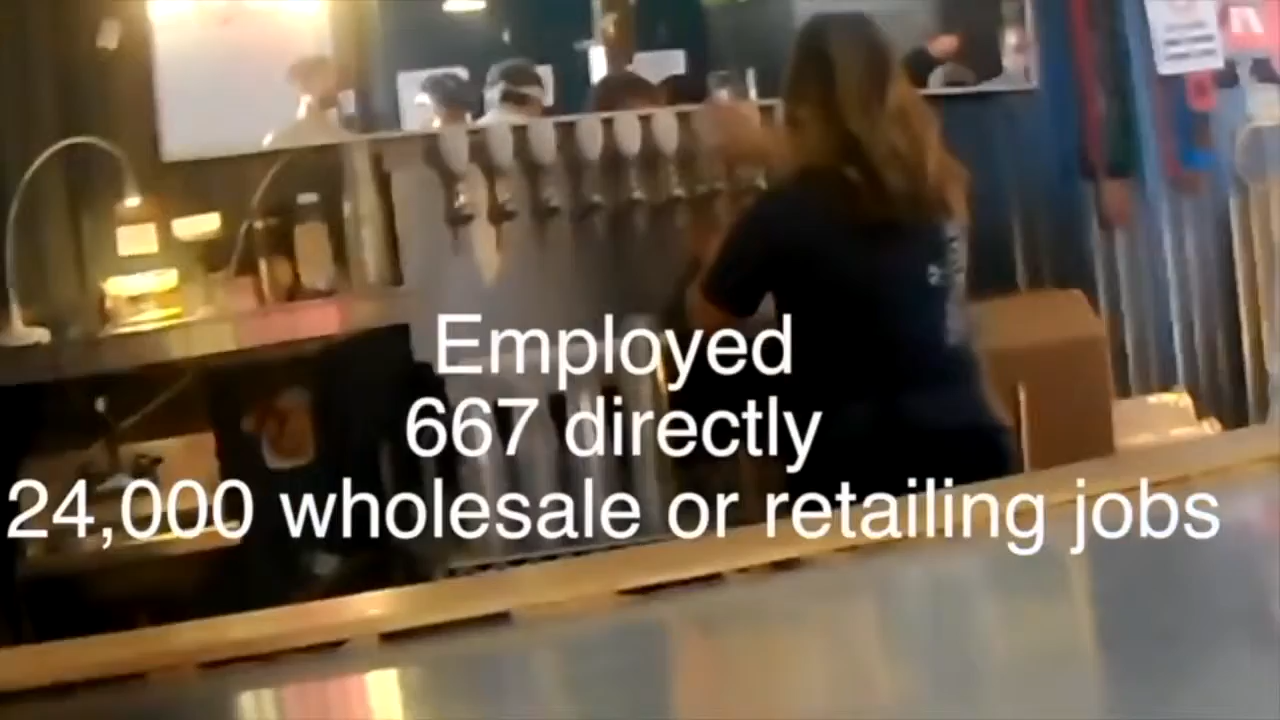 Employed
667 directly
24,000 wholesale or retailing jobs